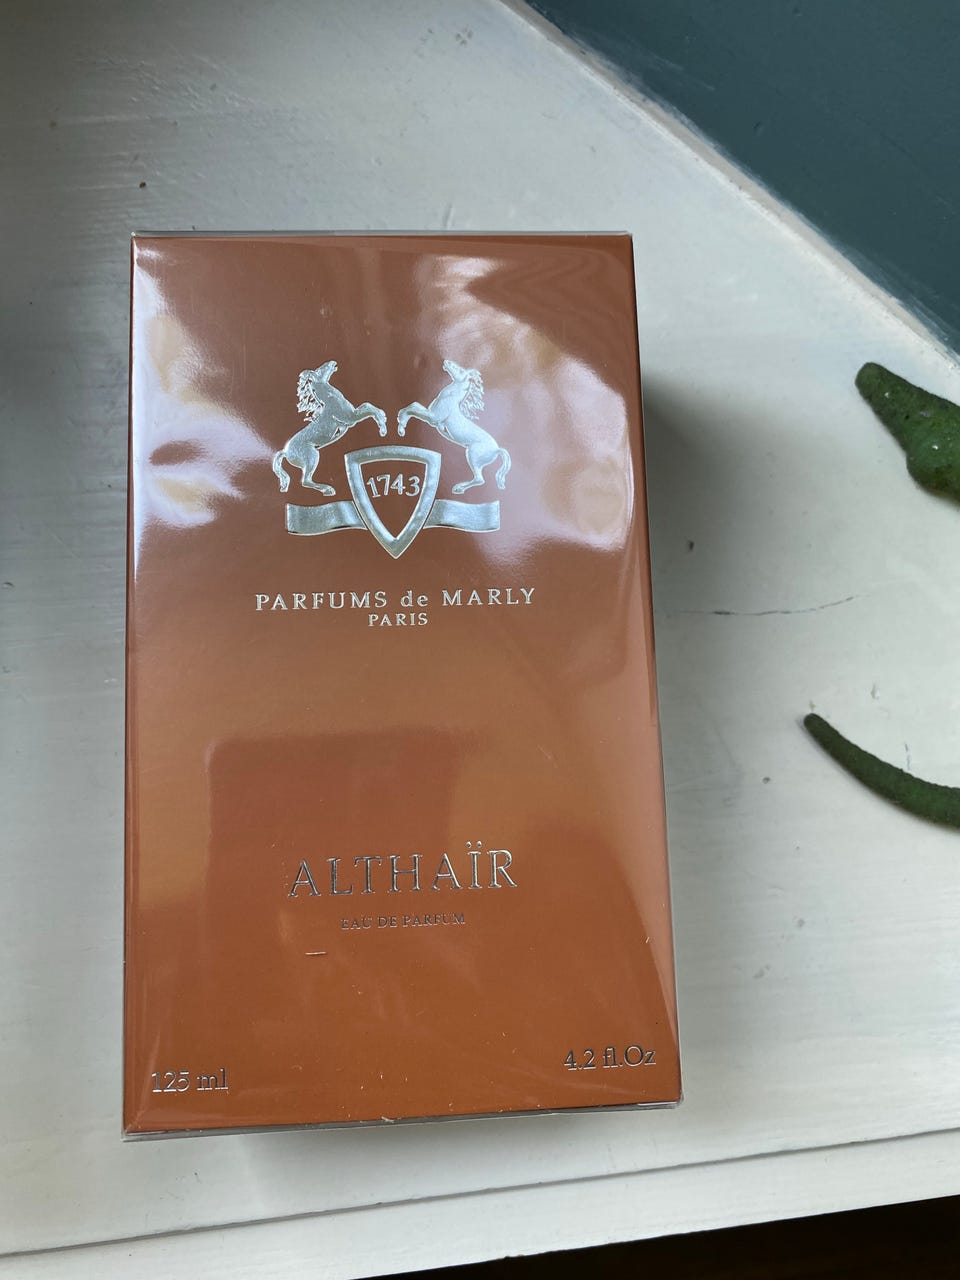 1743
PARFUMS de MARLY
PARIS
ALTHAÏR
EAU DE PARFUM
125 ml
4.2 fl.Oz